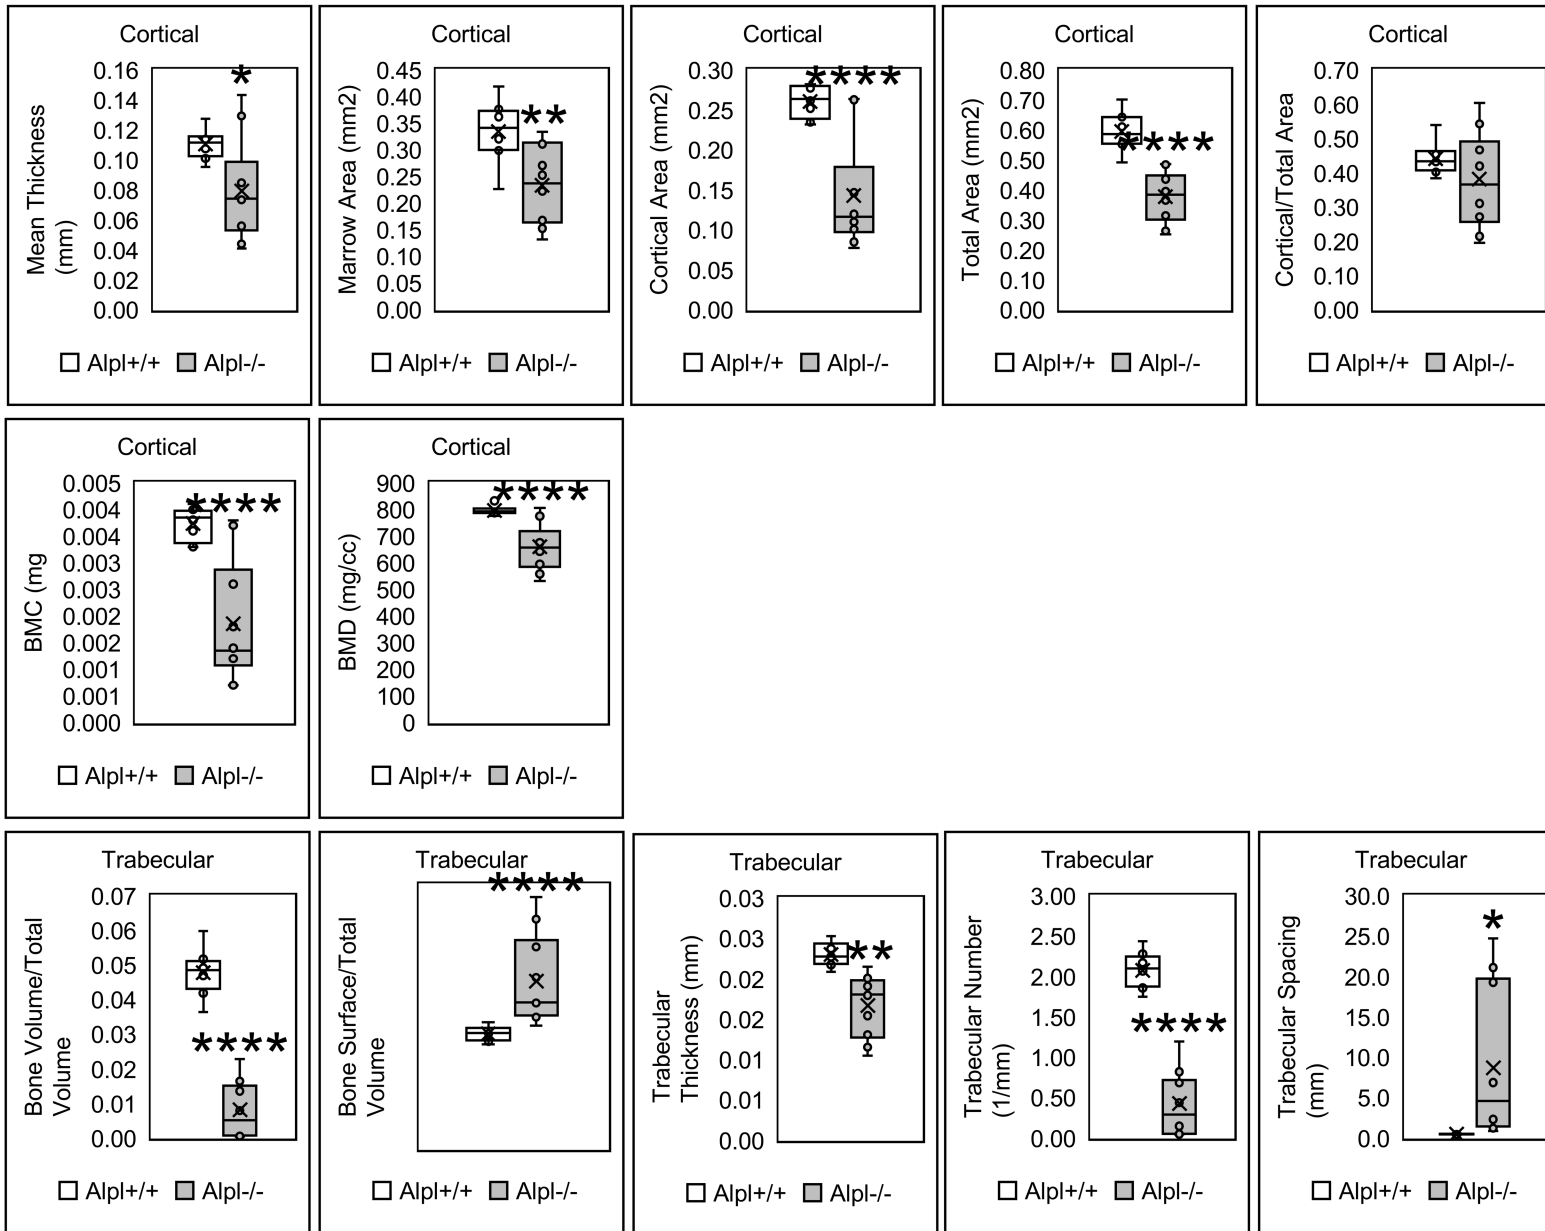 Cortical
0.16
0.14
0.12
0.10
0.08
0.06
0.04
0.02
0.00
Mean Thickness
(mm)
*
Alpl+/+ Alpl-/-
Cortical
0.45
0.40
0.35
0.30
0.25
0.20
0.15
0.10
0.05
0.00
Marrow Area (mm2)
**
Alpl+/+ Alpl-/-
Cortical
0.30
0.25
0.20
0.15
0.10
0.05
0.00
Cortical Area (mm2)
****
Alpl+/+ Alpl-/-
Cortical
0.80
0.70
0.60
0.50
0.40
0.30
0.20
0.10
0.00
Total Area (mm2)
****
Alpl+/+ Alpl-/-
Cortical
0.70
0.60
0.50
0.40
0.30
0.20
0.10
0.00
Cortical/Total Area
Alpl+/+ Alpl-/-
Cortical
0.005
0.004
0.004
0.003
0.003
0.002
0.002
0.001
0.001
0.000
BMC (mg
****
Alpl+/+ Alpl-/-
Cortical
900
800
700
600
500
400
300
200
100
0
BMD (mg/cc)
****
Alpl+/+ Alpl-/-
Trabecular
0.07
0.06
0.05
0.04
0.03
0.02
0.01
0.00
Bone Volume/Total
Volume
****
Alpl+/+ Alpl-/-
Trabecular
Bone Surface/Total
Volume
****
Alpl+/+ Alpl-/-
Trabecular
0.03
0.03
0.02
0.02
0.01
0.01
0.00
Trabecular
Thickness (mm)
**
Alpl+/+ Alpl-/-
Trabecular
3.00
2.50
2.00
1.50
1.00
0.50
0.00
Trabecular Number
(1/mm)
****
Alpl+/+ Alpl-/-
Trabecular
30.0
25.0
20.0
15.0
10.0
5.0
0.0
Trabecular Spacing
(mm)
*
Alpl+/+ Alpl-/-